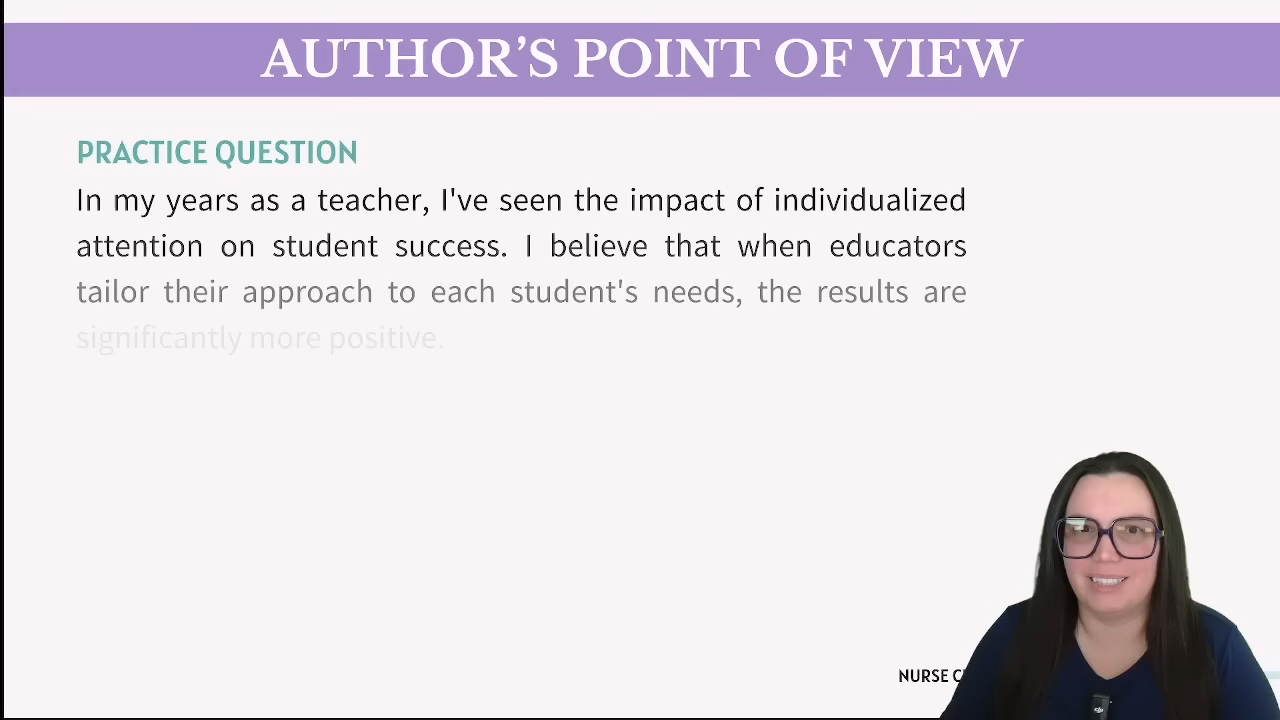 AUTHOR’S POINT OF VIEW
PRACTICE QUESTION
In my years as a teacher, I've seen the impact of individualized
attention on student success. I believe that when educators
tailor their approach to each student's needs, the results are
significantly more positive.
NURSE